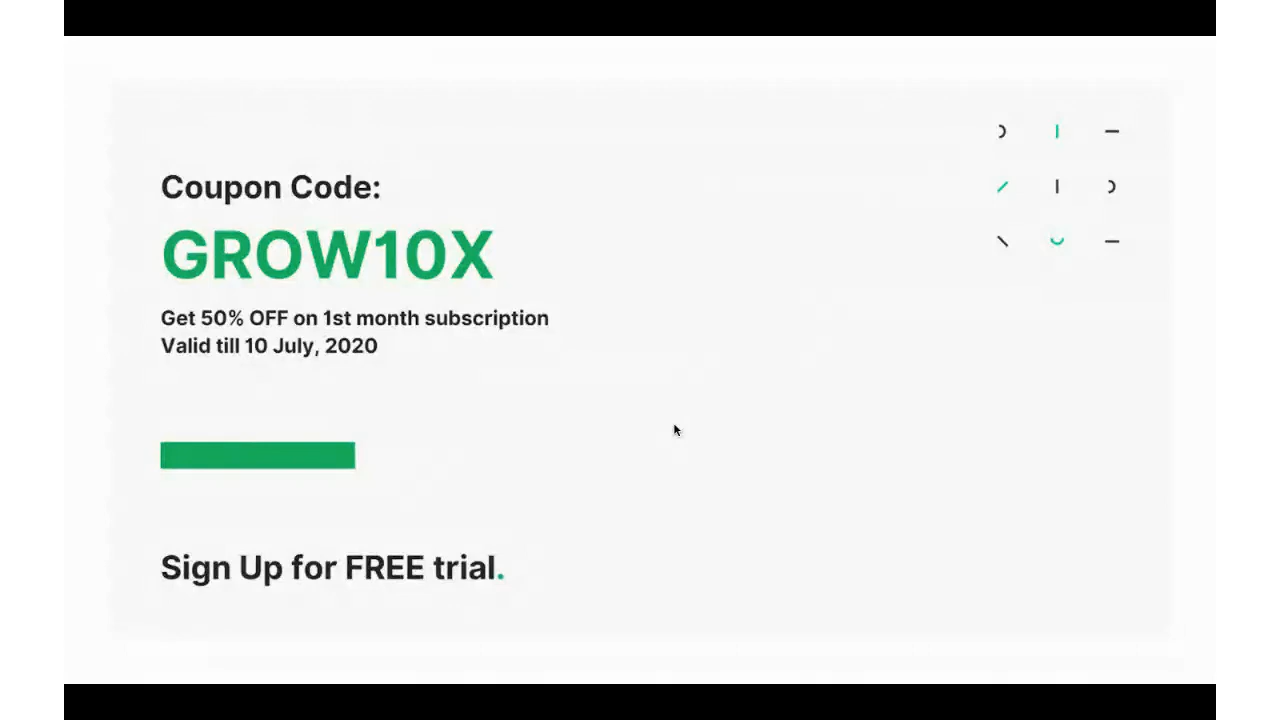 Coupon Code:
GROW10X
Get 50% OFF on 1st month subscription
Valid till 10 July, 2020
Sign Up for FREE trial.